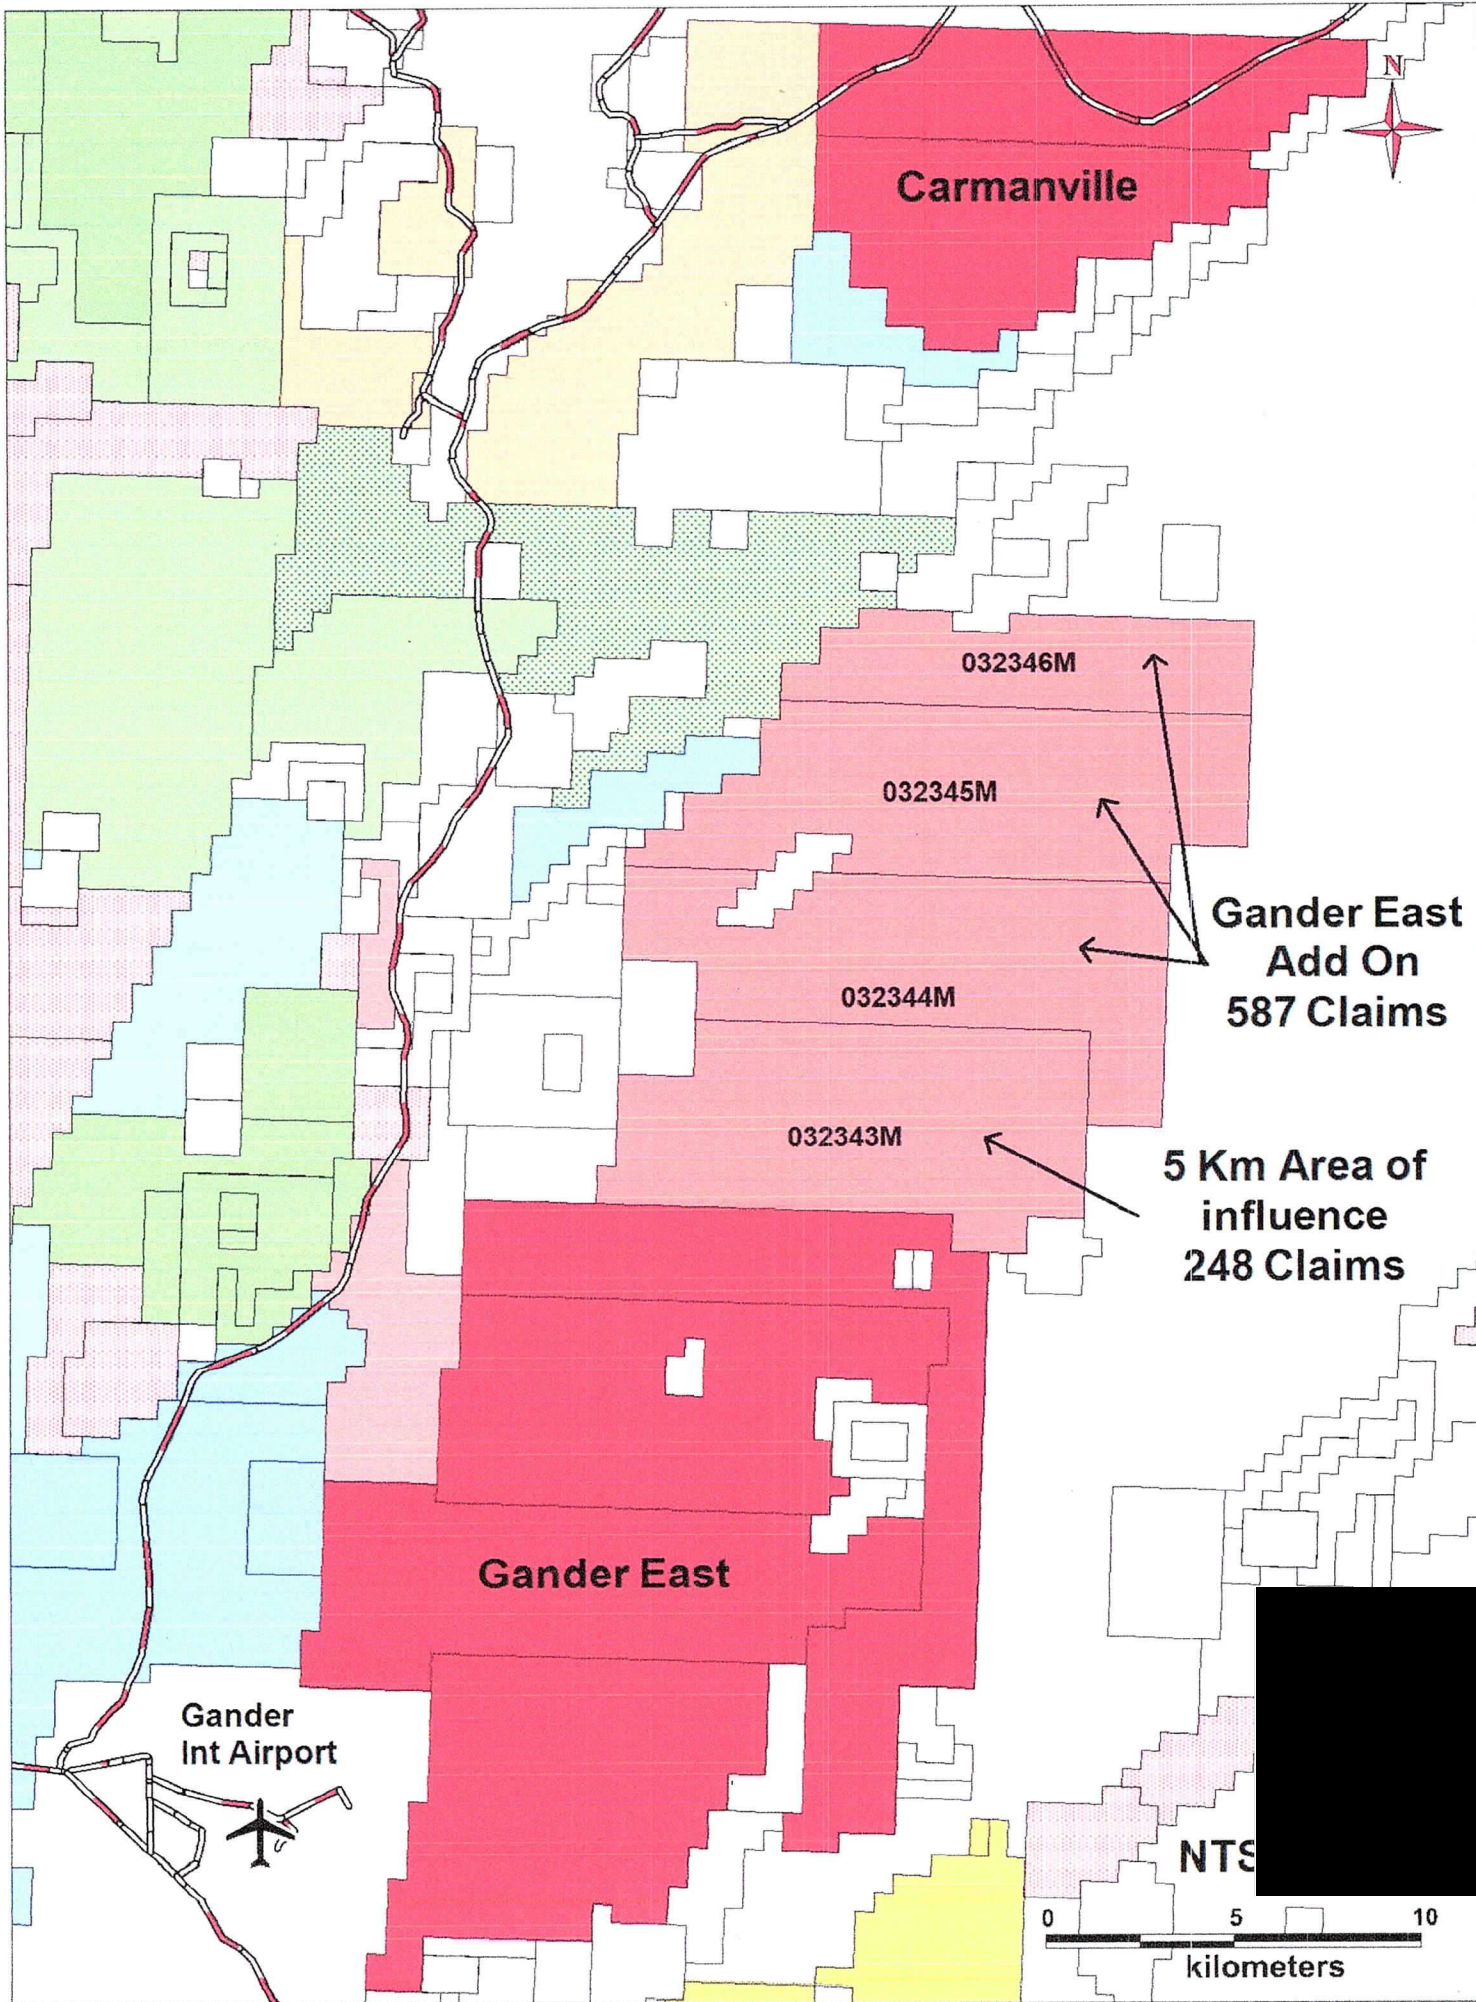 N
Carmanville
032346M
032345M
Gander East
Add On
587 Claims
032344M
032343M
5 Km Area of
influence
248 Claims
Gander East
Gander
Int Airport
0 5 10
kilometers